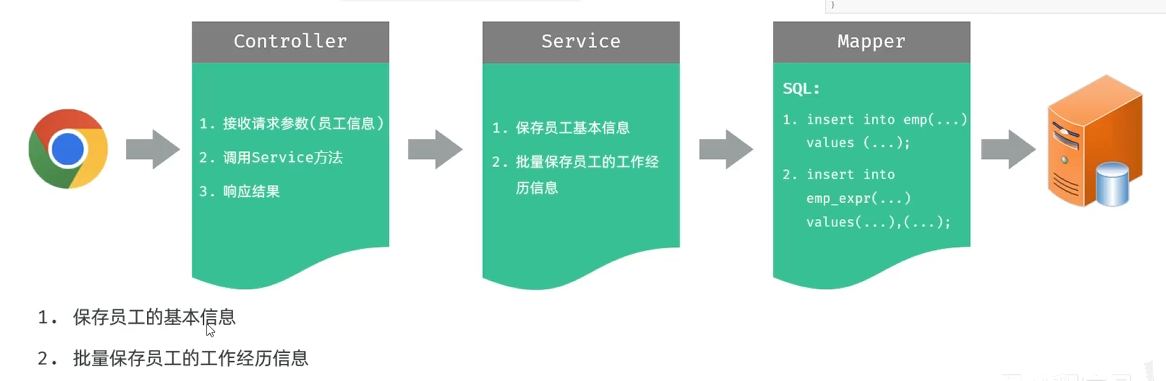 }
Controller
1. 接收请求参数(员工信息)
2. 调用Service方法
3. 响应结果
Service
1. 保存员工基本信息
2. 批量保存员工的工作经
历信息
Mapper
SQL:
1. insert into emp(...)
values (...);
2. insert into
emp_expr(...)
values(...),(...);
1. 保存员工的基本信息
2. 批量保存员工的工作经历信息